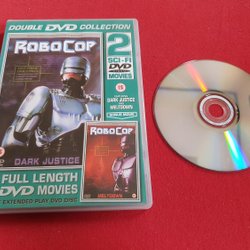 DOUBLE DVD COLLECTION
ROBOCOP
2
SCI-FI
DVD
MOVIES
15
DARK JUSTICE
MELTDOWN
DARK JUSTICE
ROBOCOP
MELTDOWN
FULL LENGTH
DVD MOVIES
EXTENDED PLAY DVD DISC